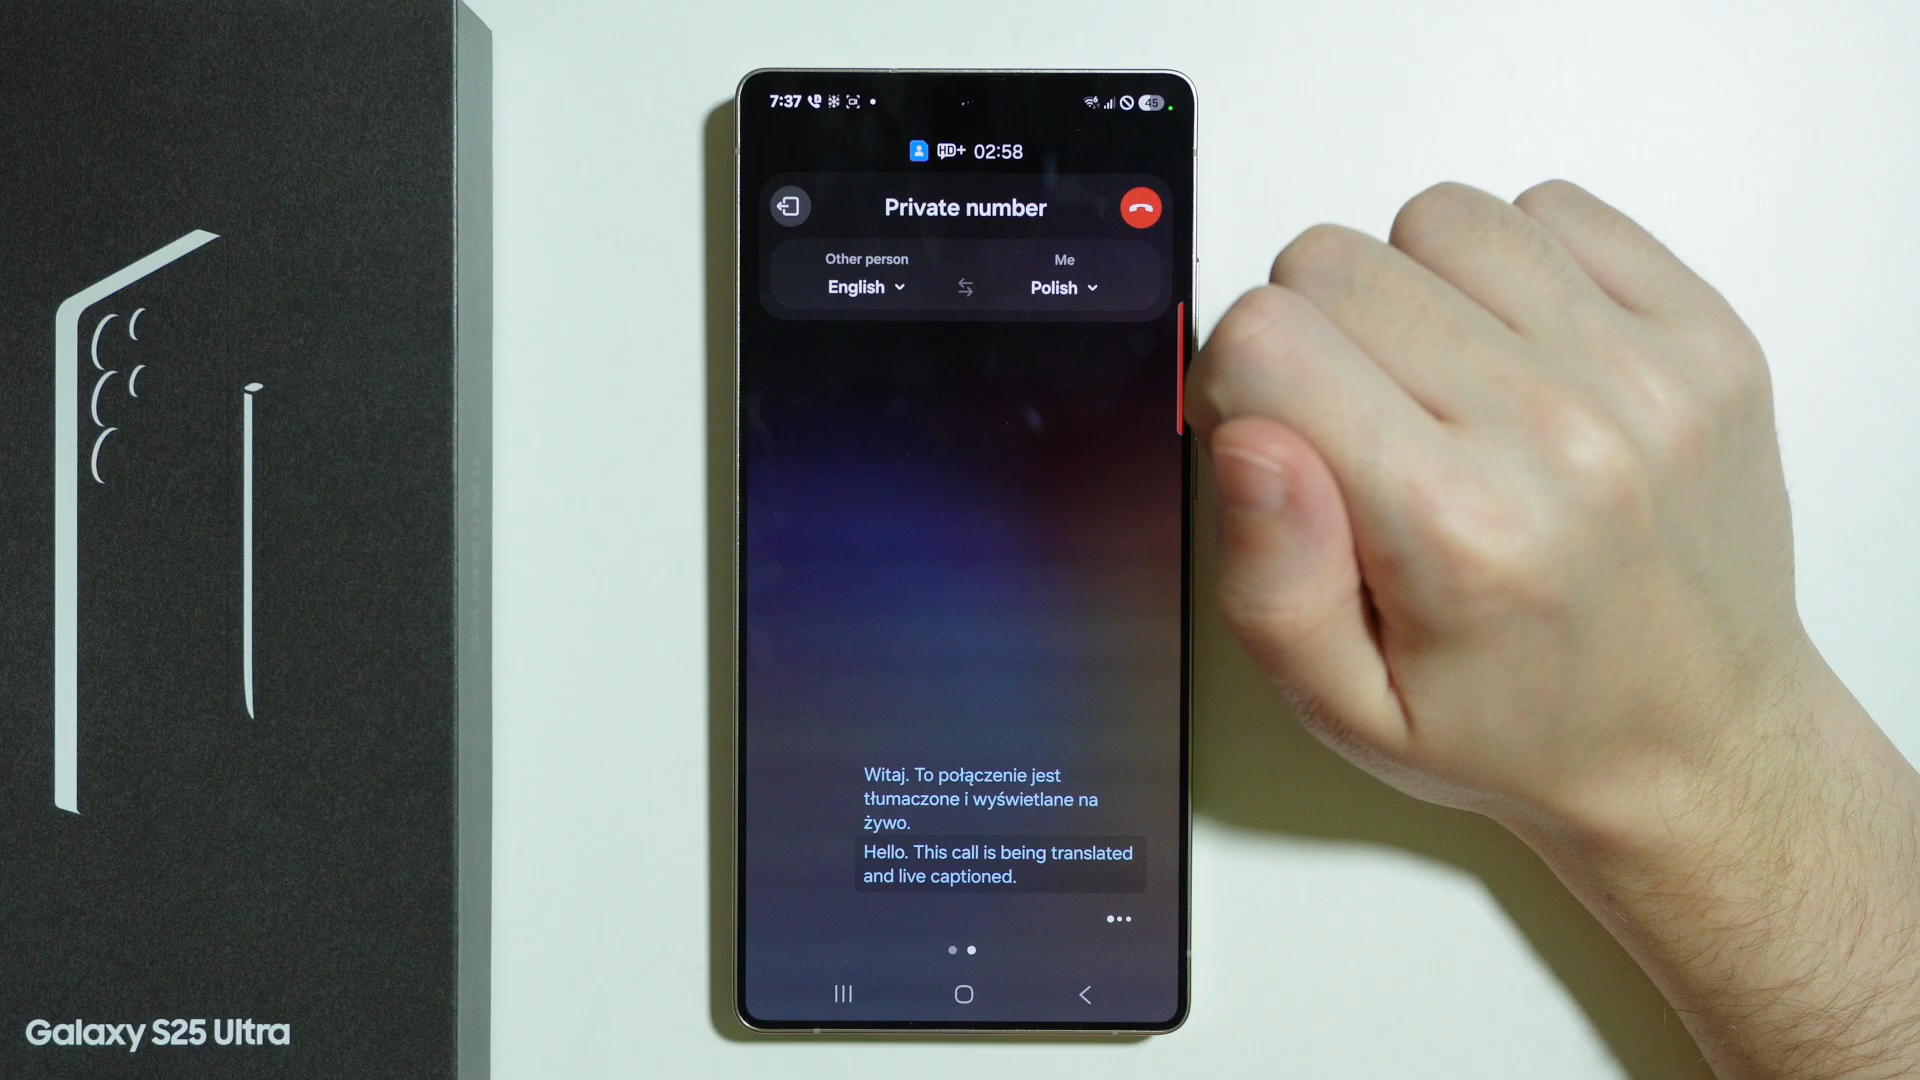 7:37
45
HD+ 02:58
Private number
Other person
Me
English
Polish
Witaj. To połączenie jest
tłumaczone i wyświetlane na
żywo.
Hello. This call is being translated
and live captioned.
Galaxy S25 Ultra